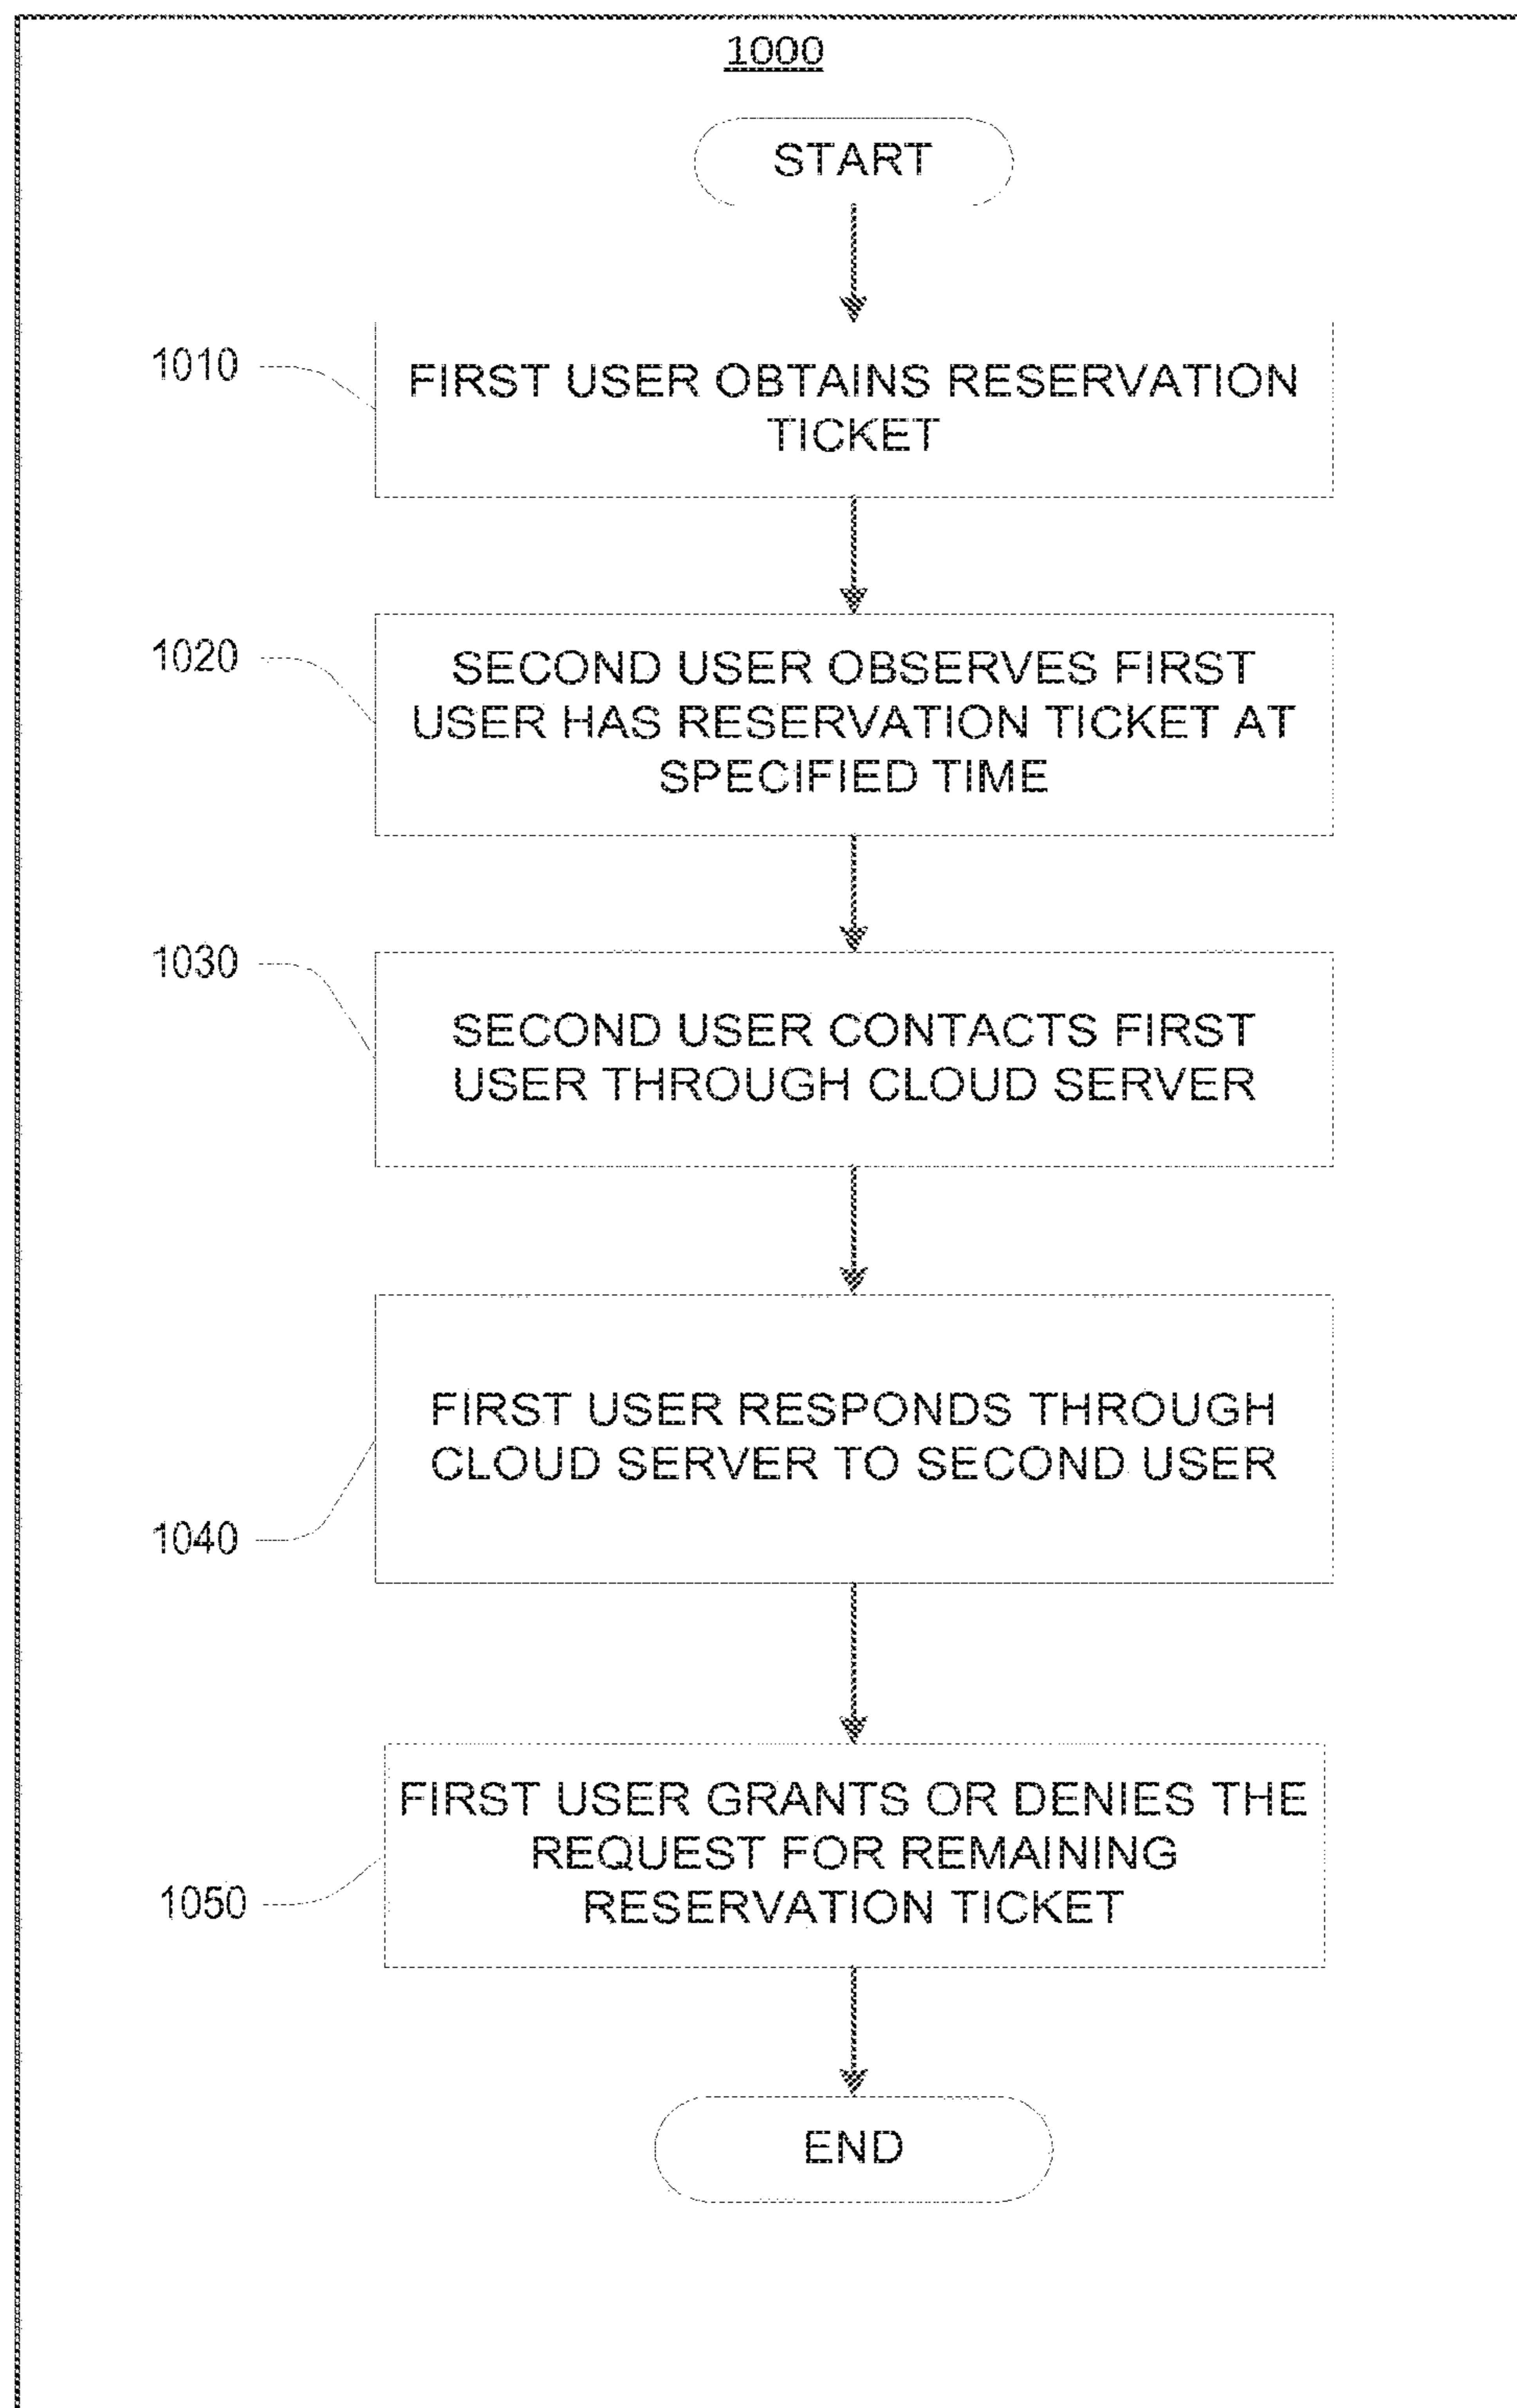 1000
START
1010
FIRST USER OBTAINS RESERVATION
TICKET
1020
SECOND USER OBSERVES FIRST
USER HAS RESERVATION TICKET AT
SPECIFIED TIME
1030
SECOND USER CONTACTS FIRST
USER THROUGH CLOUD SERVER
FIRST USER RESPONDS THROUGH
CLOUD SERVER TO SECOND USER
1040
FIRST USER GRANTS OR DENIES THE
REQUEST FOR REMAINING
RESERVATION TICKET
1050
END